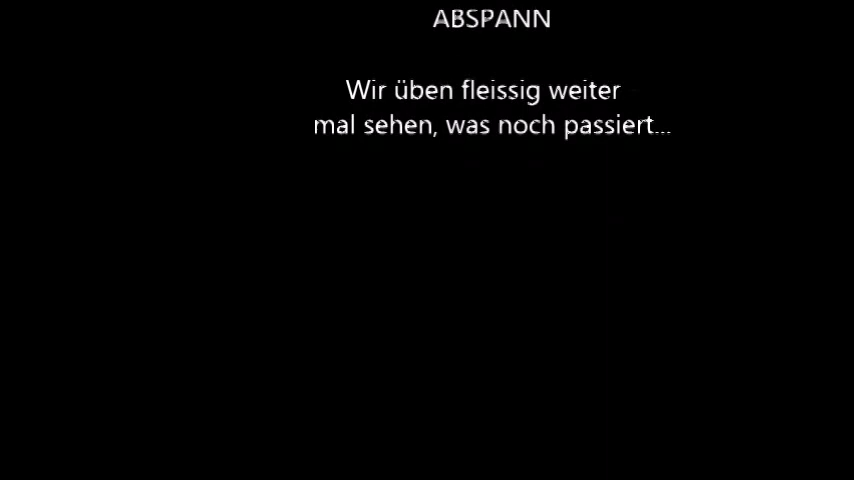 ABSPANN
Wir üben fleissig weiter
mal sehen, was noch passiert...